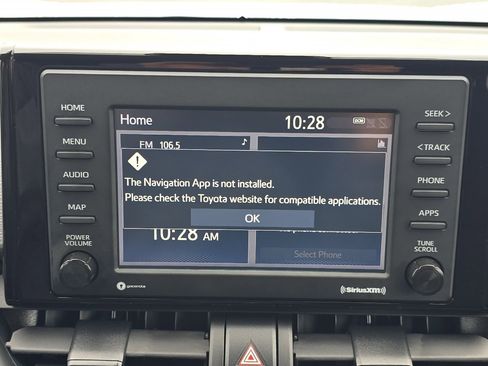 HOME
MENU
AUDIO
MAP
POWER
VOLUME
Home
10:28
DCM
FM 106.5
The Navigation App is not installed.
Please check the Toyota website for compatible applications.
OK
10:28 AM
Select Phone
SEEK >
< TRACK
PHONE
APPS
TUNE
SCROLL
gracenote
SiriusXM